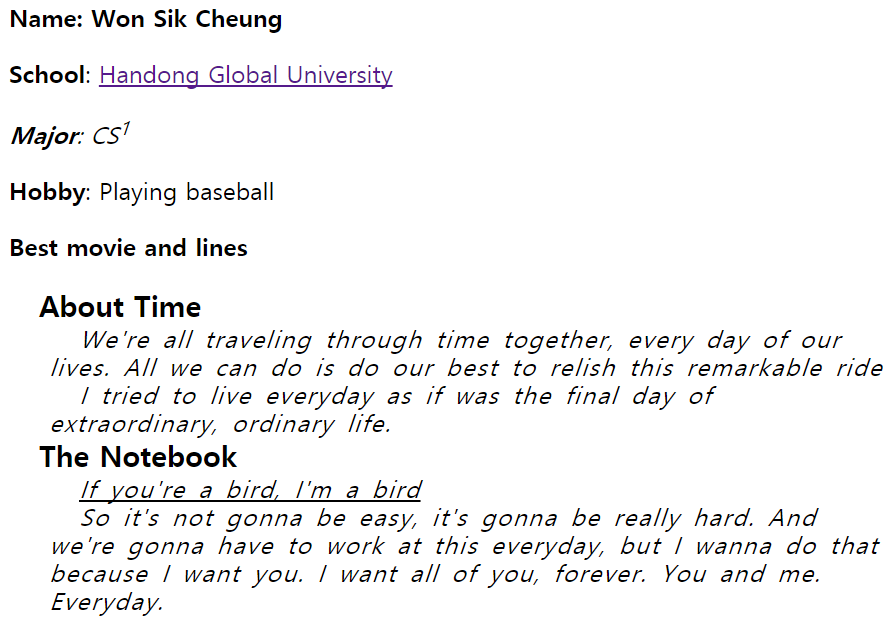 Name: Won Sik Cheung
School: Handong Global University
Major: CS¹
Hobby: Playing baseball
Best movie and lines
About Time
We're all traveling through time together, every day of our
lives. All we can do is do our best to relish this remarkable ride
I tried to live everyday as if was the final day of
extraordinary, ordinary life.
The Notebook
If you're a bird, I'm a bird
So it's not gonna be easy, it's gonna be really hard. And
we're gonna have to work at this everyday, but I wanna do that
because I want you. I want all of you, forever. You and me.
Everyday.